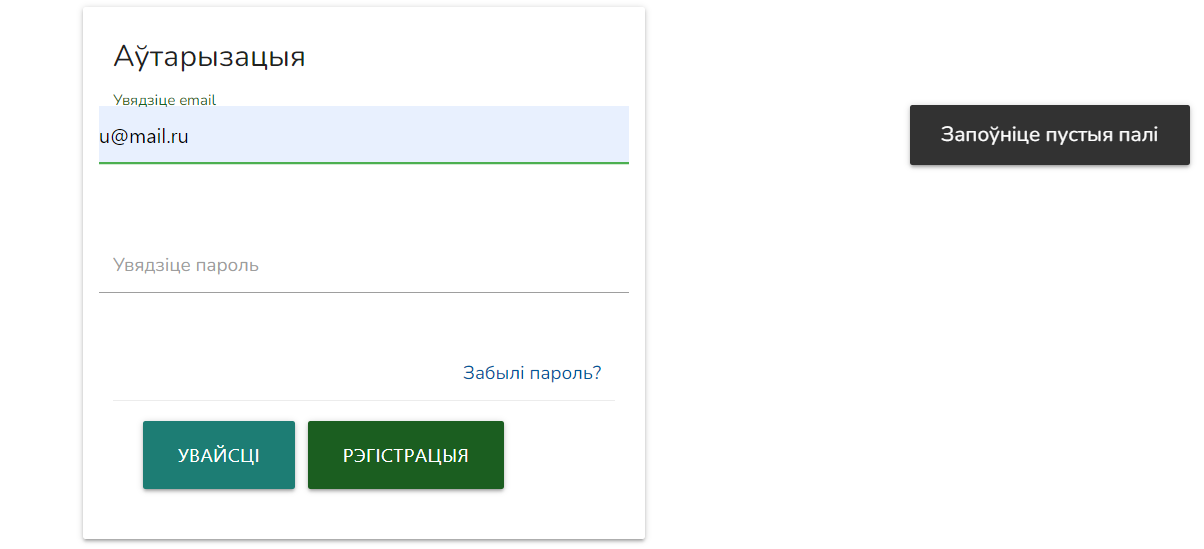 Аўтарызацыя
Увядзіце email
u@mail.ru
Запоўніце пустыя палі
Увядзіце пароль
Забылі пароль?
УВАЙСЦІ
РЭГІСТРАЦЫЯ